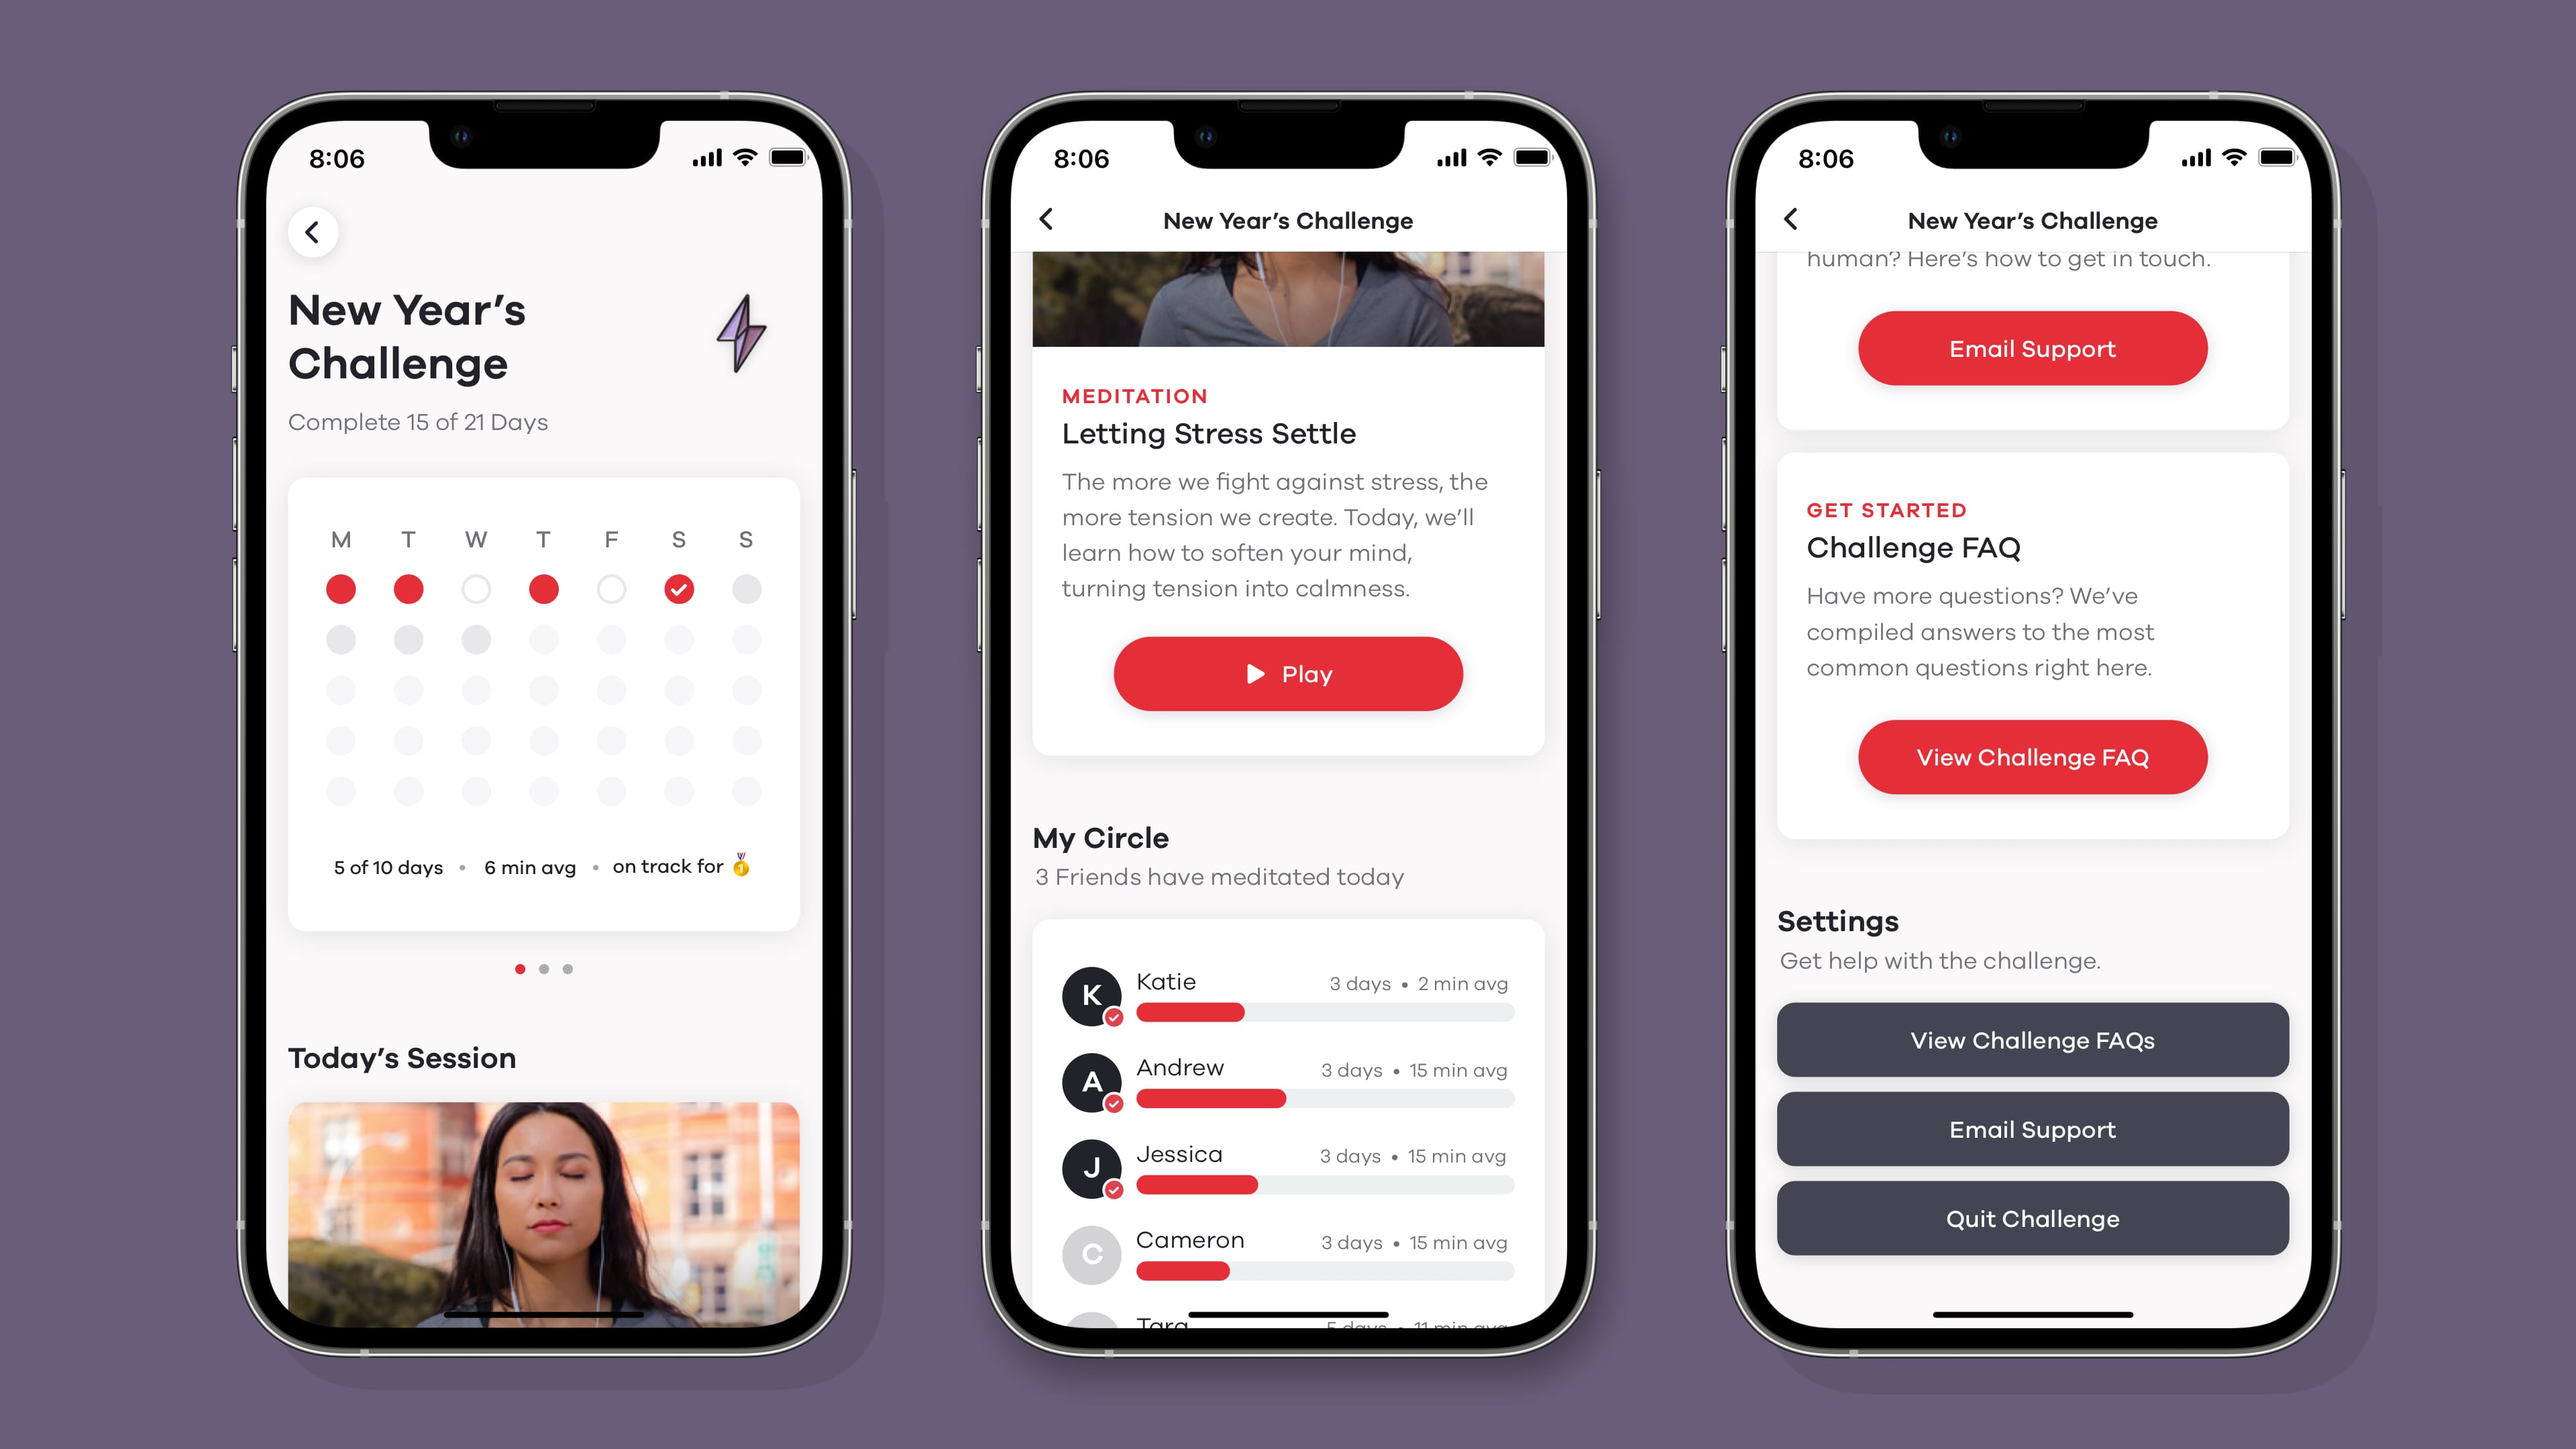 8:06
New Year's
Challenge
Complete 15 of 21 Days
M T W T F S S
5 of 10 days • 6 min avg • on track for 🥇
Today's Session
8:06
New Year's Challenge
MEDITATION
Letting Stress Settle
The more we fight against stress, the
more tension we create. Today, we'll
learn how to soften your mind,
turning tension into calmness.
Play
My Circle
3 Friends have meditated today
K Katie 3 days • 2 min avg
A Andrew 3 days • 15 min avg
J Jessica 3 days • 15 min avg
C Cameron 3 days • 15 min avg
Tara 5 days • 11 min avg
8:06
New Year's Challenge
human? Here's how to get in touch.
Email Support
GET STARTED
Challenge FAQ
Have more questions? We've
compiled answers to the most
common questions right here.
View Challenge FAQ
Settings
Get help with the challenge.
View Challenge FAQs
Email Support
Quit Challenge